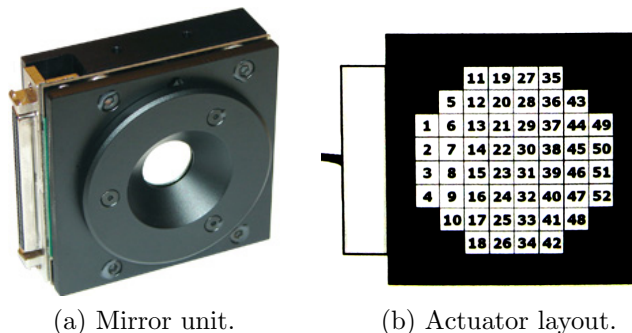 11 19 27 35
5 12 20 28 36 43
1 6 13 21 29 37 44 49
2 7 14 22 30 38 45 50
3 8 15 23 31 39 46 51
4 9 16 24 32 40 47 52
10 17 25 33 41 48
18 26 34 42
(a) Mirror unit.
(b) Actuator layout.